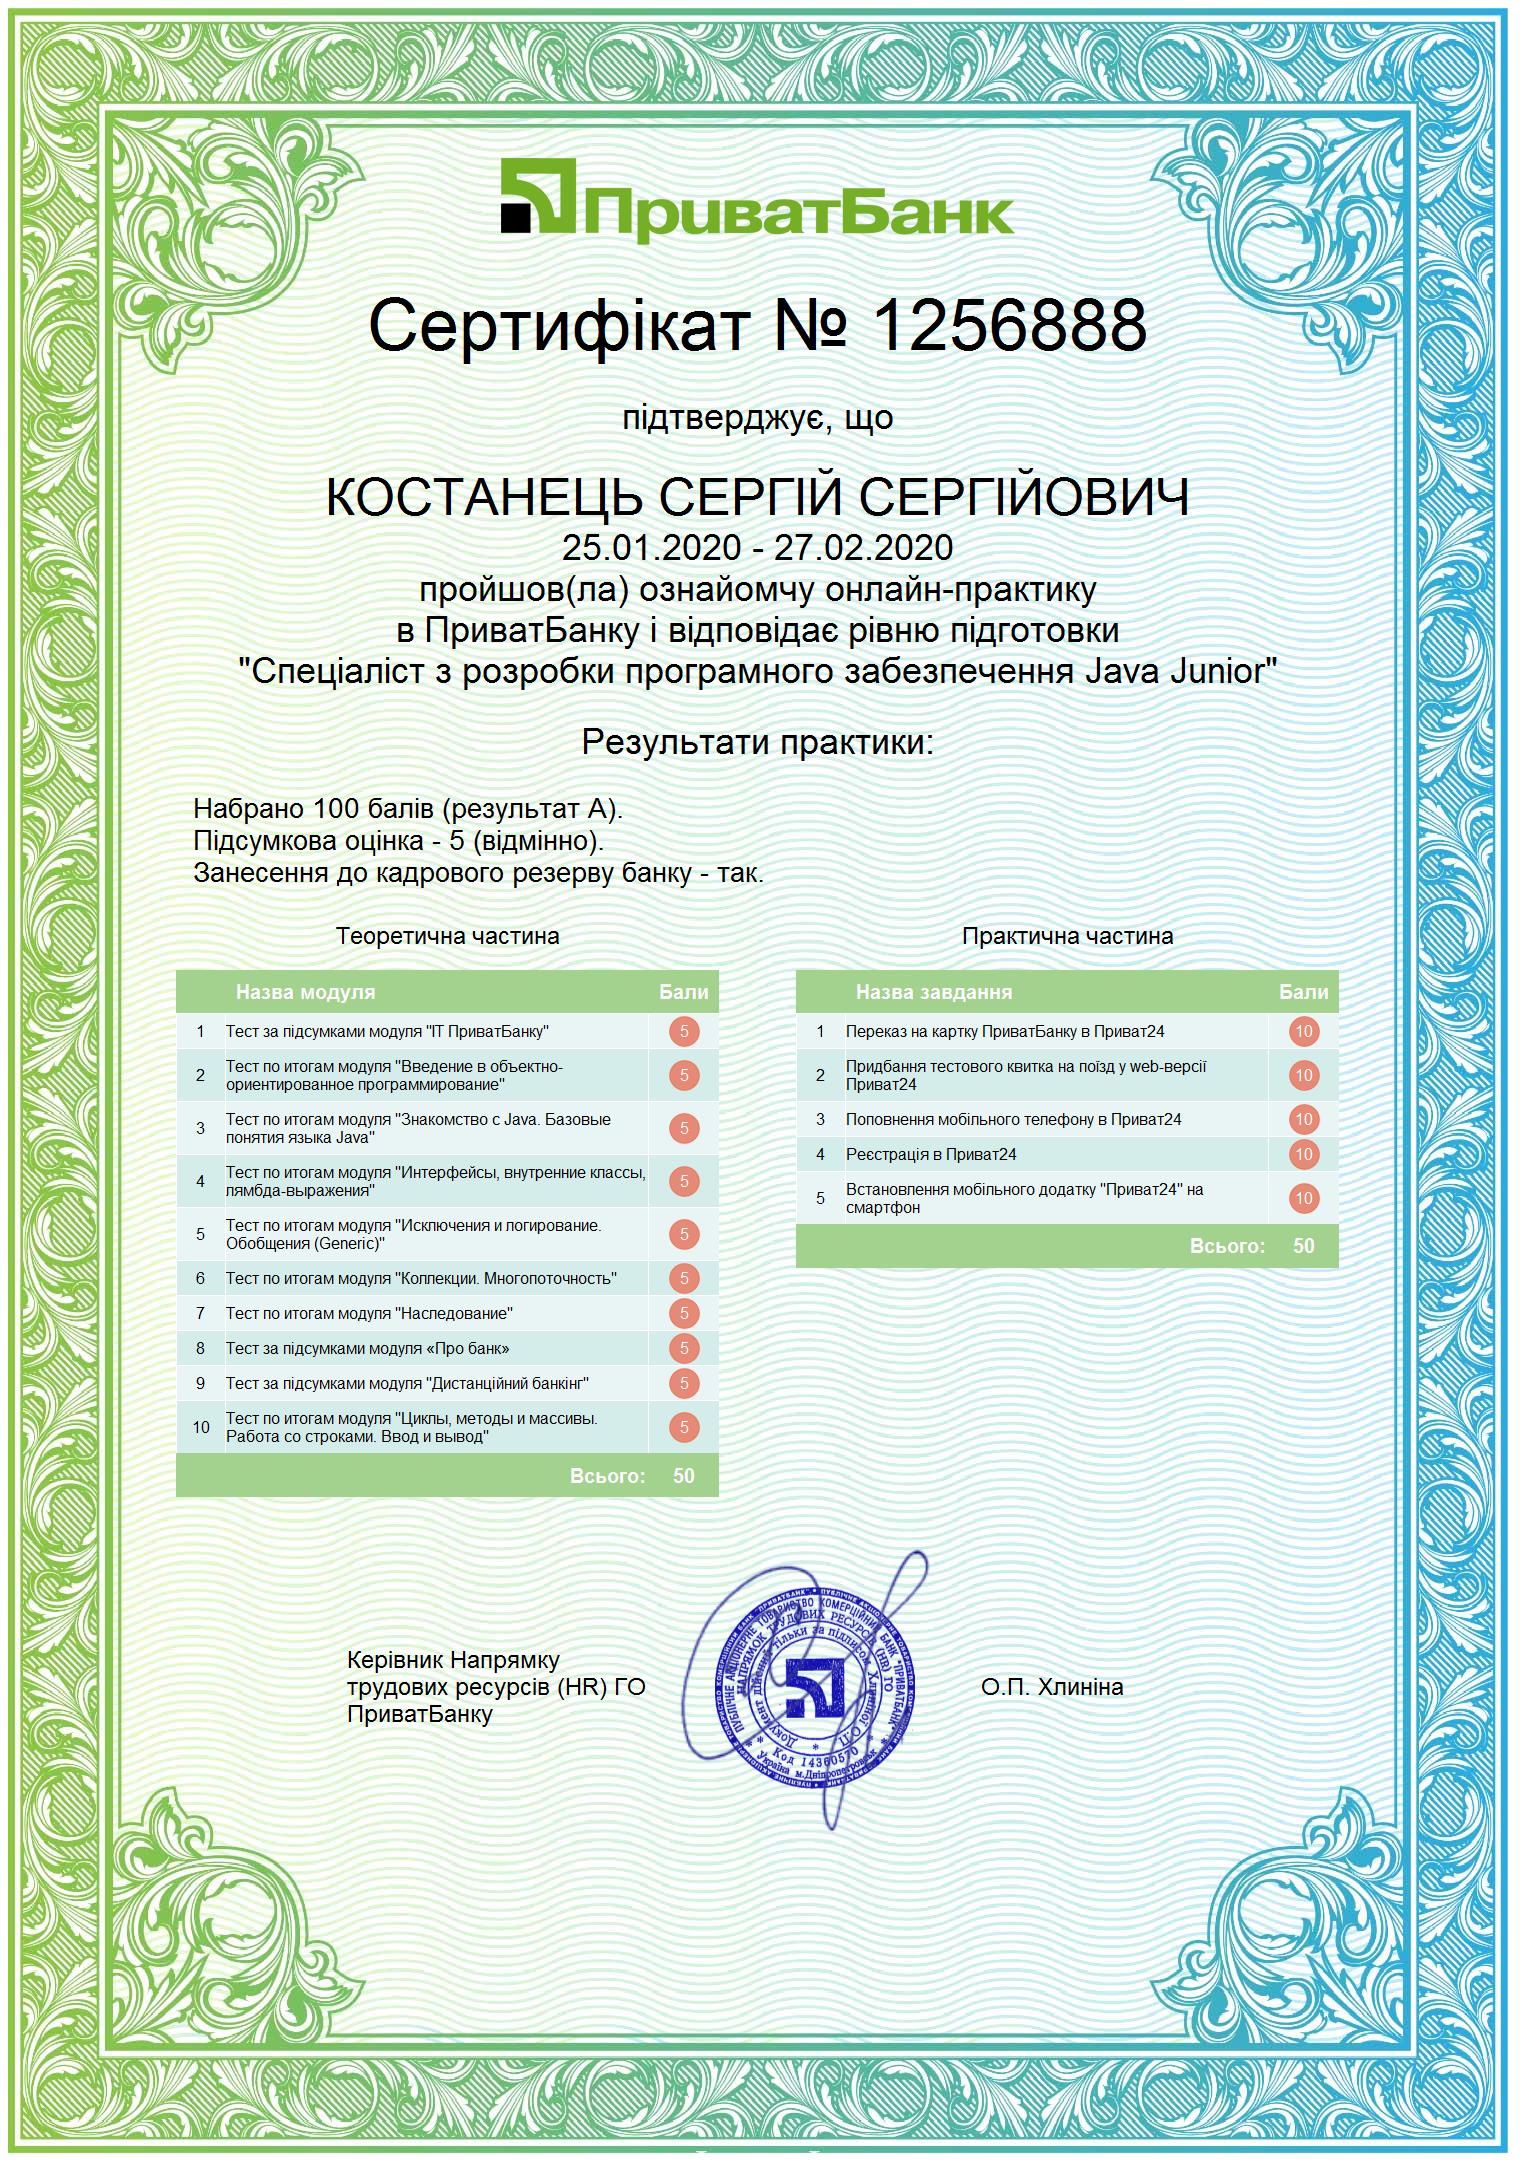 ПриватБанк
Сертифікат № 1256888
підтверджує, що
КОСТАНЕЦЬ СЕРГІЙ СЕРГІЙОВИЧ
25.01.2020 - 27.02.2020
пройшов(ла) ознайомчу онлайн-практику
в ПриватБанку і відповідає рівню підготовки
"Спеціаліст з розробки програмного забезпечення Java Junior"
Результати практики:
Набрано 100 балів (результат А).
Підсумкова оцінка - 5 (відмінно).
Занесення до кадрового резерву банку - так.
Теоретична частина
Назва модуля Бали
1 Тест за підсумками модуля "ІТ ПриватБанку" 5
2 Тест по итогам модуля "Введение в объектно-
ориентированное программирование" 5
3 Тест по итогам модуля "Знакомство с Java. Базовые
понятия языка Java" 5
4 Тест по итогам модуля "Интерфейсы, внутренние классы,
лямбда-выражения" 5
5 Тест по итогам модуля "Исключения и логирование.
Обобщения (Generic)" 5
6 Тест по итогам модуля "Коллекции. Многопоточность" 5
7 Тест по итогам модуля "Наследование" 5
8 Тест за підсумками модуля «Про банк» 5
9 Тест за підсумками модуля "Дистанційний банкінг" 5
10 Тест по итогам модуля "Циклы, методы и массивы.
Работа со строками. Ввод и вывод" 5
Всього: 50
Практична частина
Назва завдання Бали
1 Переказ на картку ПриватБанку в Приват24 10
2 Придбання тестового квитка на поїзд у web-версії
Приват24 10
3 Поповнення мобільного телефону в Приват24 10
4 Реєстрація в Приват24 10
5 Встановлення мобільного додатку "Приват24" на
смартфон 10
Всього: 50
Керівник Напрямку
трудових ресурсів (HR) ГО
ПриватБанку
ПУБЛІЧНЕ АКЦІОНЕРНЕ ТОВАРИСТВО КОМЕРЦІЙНИЙ БАНК "ПРИВАТБАНК"
НАПРЯМОК ТРУДОВИХ РЕСУРСІВ (HR) ГО
Документ дійсний тільки за підписом Хлиніної О.П.
Код 14360570
Україна м.Дніпропетровськ
О.П. Хлиніна